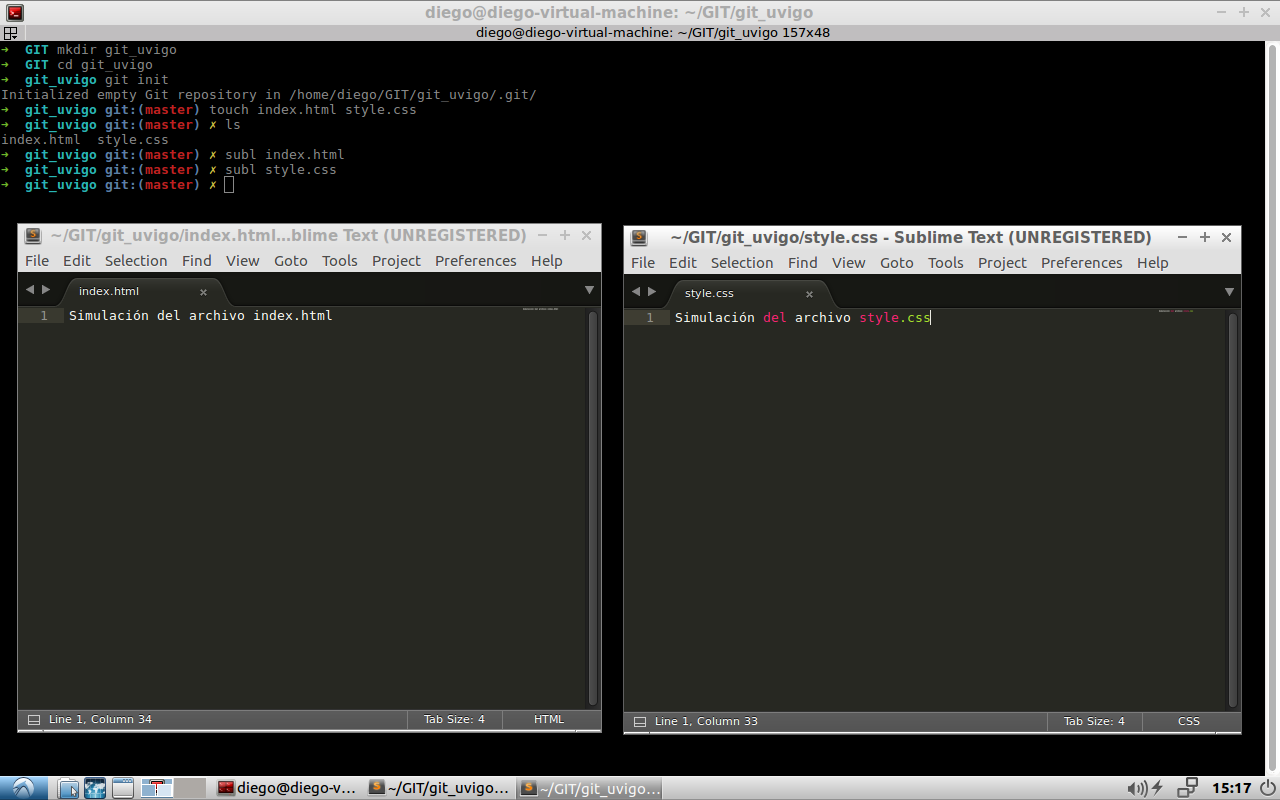 diego@diego-virtual-machine: ~/GIT/git_uvigo
diego@diego-virtual-machine: ~/GIT/git_uvigo 157x48
➜  GIT mkdir git_uvigo
➜  GIT cd git_uvigo
➜  git_uvigo git init
Initialized empty Git repository in /home/diego/GIT/git_uvigo/.git/
➜  git_uvigo git:(master) touch index.html style.css
➜  git_uvigo git:(master) ✗ ls
index.html  style.css
➜  git_uvigo git:(master) ✗ subl index.html
➜  git_uvigo git:(master) ✗ subl style.css
➜  git_uvigo git:(master) ✗
~/GIT/git_uvigo/index.html...blime Text (UNREGISTERED)
File Edit Selection Find View Goto Tools Project Preferences Help
index.html
1 Simulación del archivo index.html
Line 1, Column 34 Tab Size: 4 HTML
~/GIT/git_uvigo/style.css - Sublime Text (UNREGISTERED)
File Edit Selection Find View Goto Tools Project Preferences Help
style.css
1 Simulación del archivo style.css
Line 1, Column 33 Tab Size: 4 CSS
diego@diego-v... ~/GIT/git_uvigo... ~/GIT/git_uvigo... 15:17